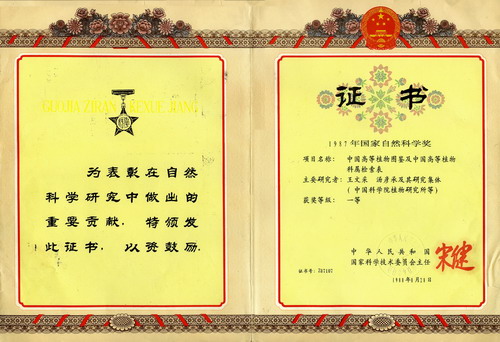 GUOJIA ZIRAN KEXUE JIANG
为表彰在自然
科学研究中做出的
重要贡献，特颁发
此证书，以资鼓励。
证 书
1987年国家自然科学奖
项目名称： 中国高等植物图鉴及中国高等植物
科属检索表
主要研究者： 王文采 汤彦承及其研究集体
（中国科学院植物研究所等）
获奖等级： 一等
中华人民共和国
国家科学技术委员会主任
宋健
证书号：